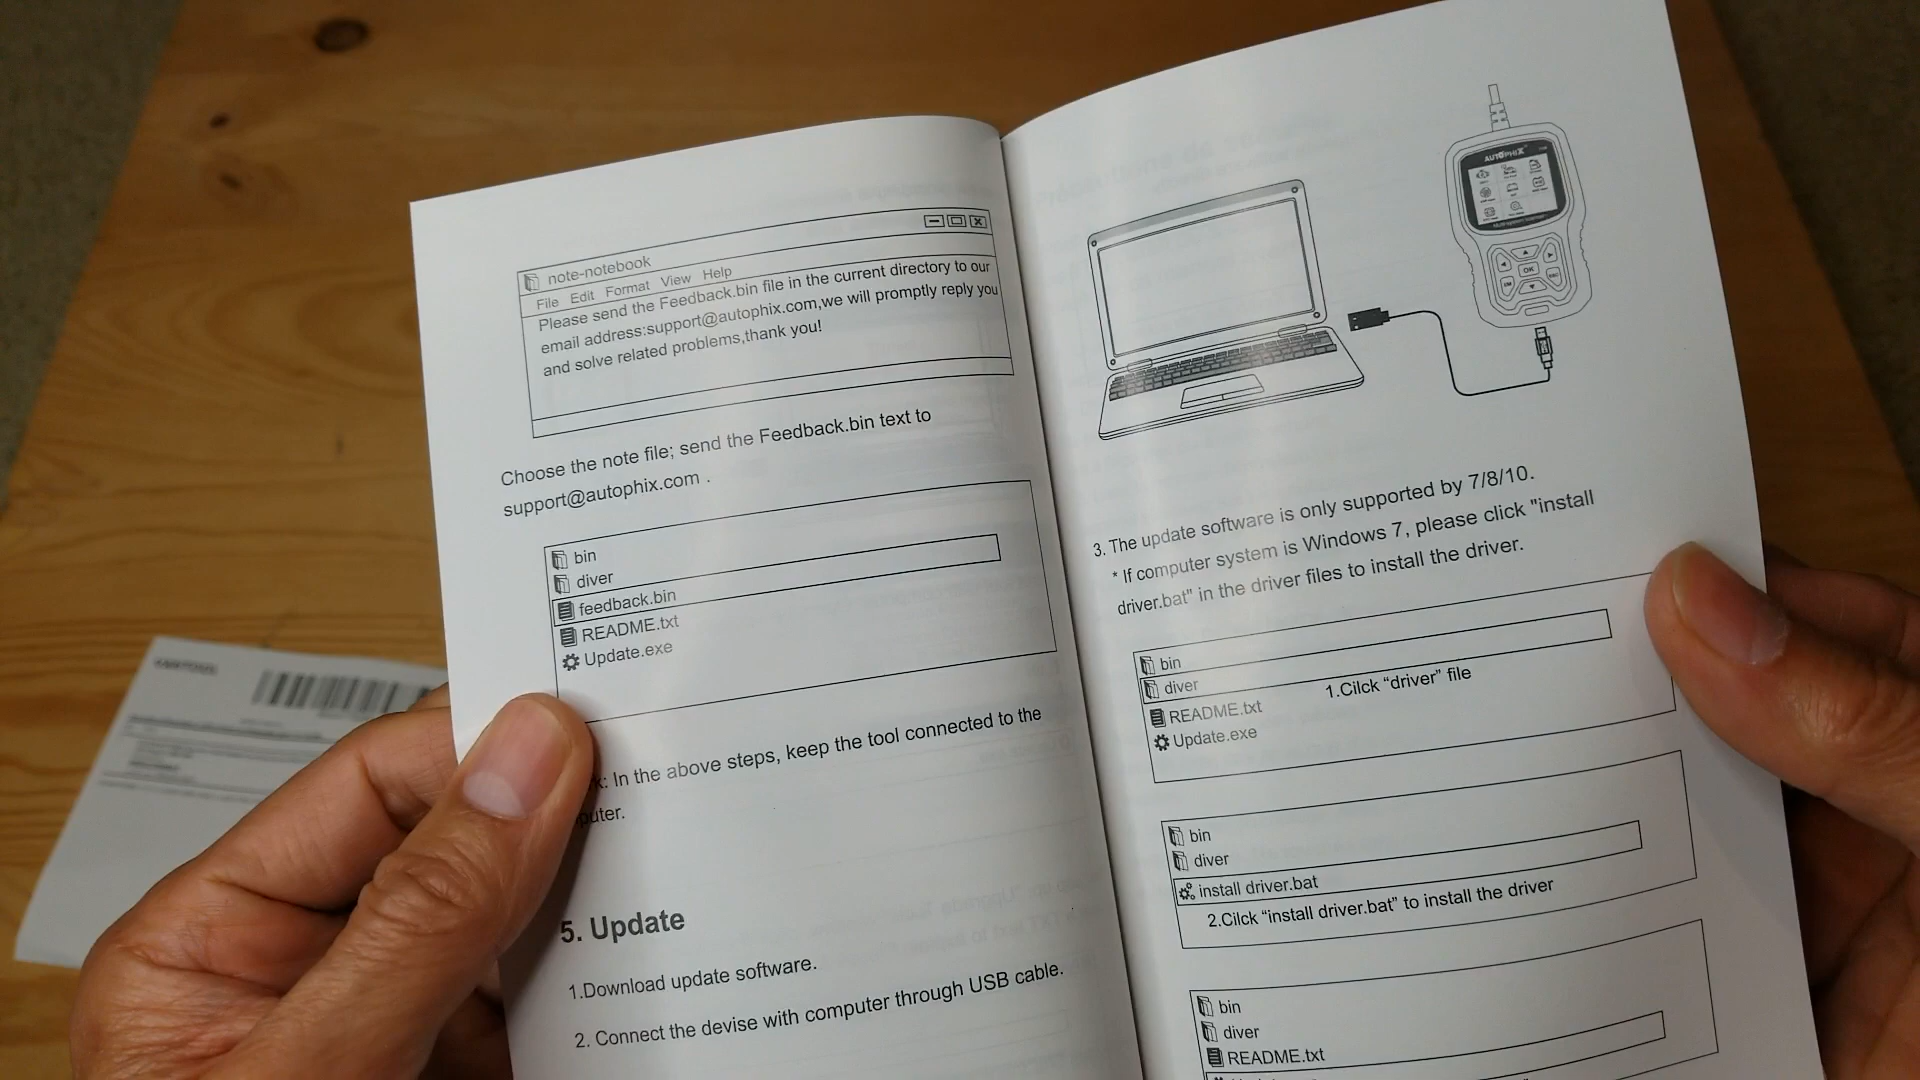 note-notebook
File Edit Format View Help
Please send the Feedback.bin file in the current directory to our
email address:support@autophix.com,we will promptly reply you
and solve related problems,thank you!
Choose the note file; send the Feedback.bin text to
support@autophix.com .
bin
diver
feedback.bin
README.txt
Update.exe
In the above steps, keep the tool connected to the
5. Update
1.Download update software.
2. Connect the devise with computer through USB cable.
AUTOPHIX
OK
3. The update software is only supported by 7/8/10.
* If computer system is Windows 7, please click "install
driver.bat" in the driver files to install the driver.
bin
diver
1.Cilck “driver” file
README.txt
Update.exe
bin
diver
install driver.bat
2.Cilck “install driver.bat” to install the driver
bin
diver
README.txt